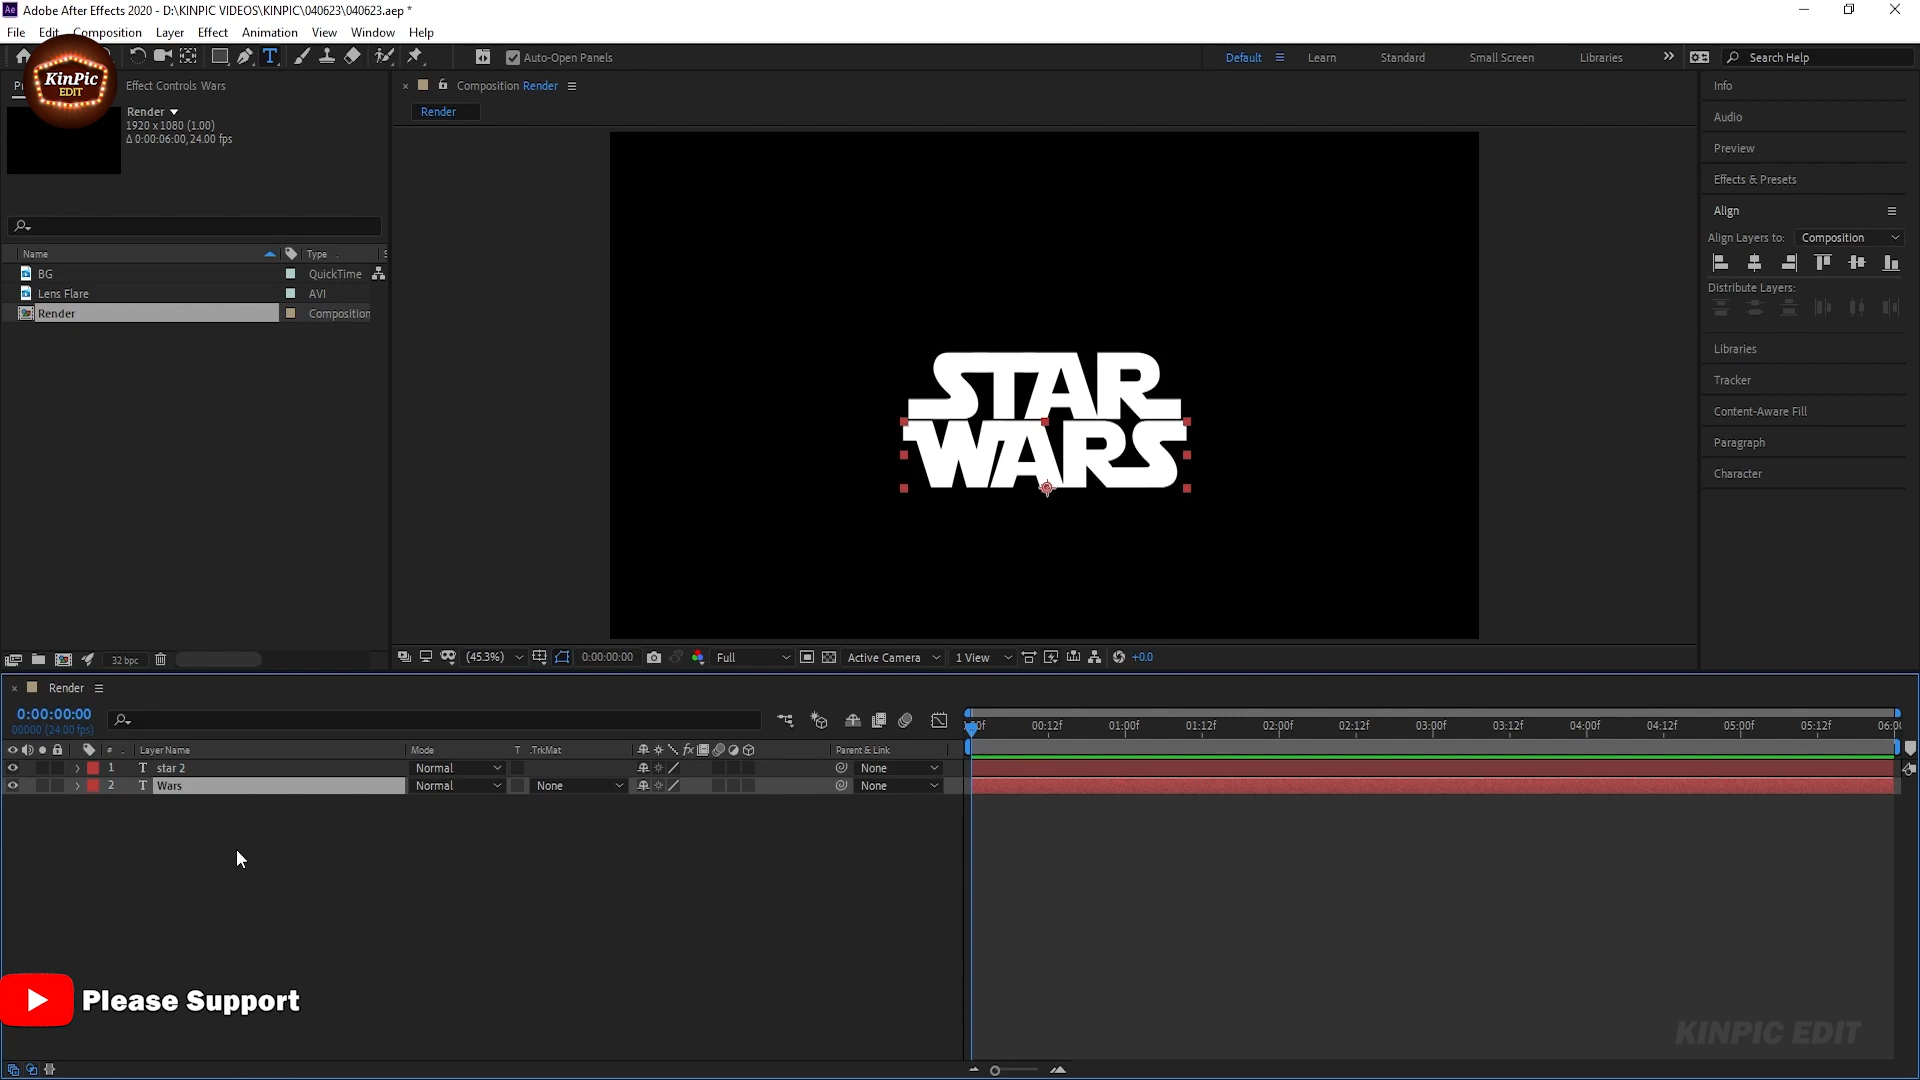 Adobe After Effects 2020 - D:\KINPIC VIDEOS\KINPIC\040623\040623.aep *
File Edit Composition Layer Effect Animation View Window Help
Auto-Open Panels
Default Learn Standard Small Screen Libraries
Search Help
KinPic
EDIT
Effect Controls Wars
Render
1920 x 1080 (1.00)
Δ 0:00:06:00, 24.00 fps
Name Type
BG QuickTime
Lens Flare AVI
Render Composition
32 bpc
Composition Render
Render
STAR
WARS
(45.3%) 0:00:00:00 Full Active Camera 1 View +0.0
Info
Audio
Preview
Effects & Presets
Align
Align Layers to: Composition
Distribute Layers:
Libraries
Tracker
Content-Aware Fill
Paragraph
Character
Render
0:00:00:00
00000 (24.00 fps)
# Layer Name Mode T .TrkMat fx Parent & Link
1 T star 2 Normal None
2 T Wars Normal None None
00:12f 01:00f 01:12f 02:00f 02:12f 03:00f 03:12f 04:00f 04:12f 05:00f 05:12f
Please Support
KINPIC EDIT